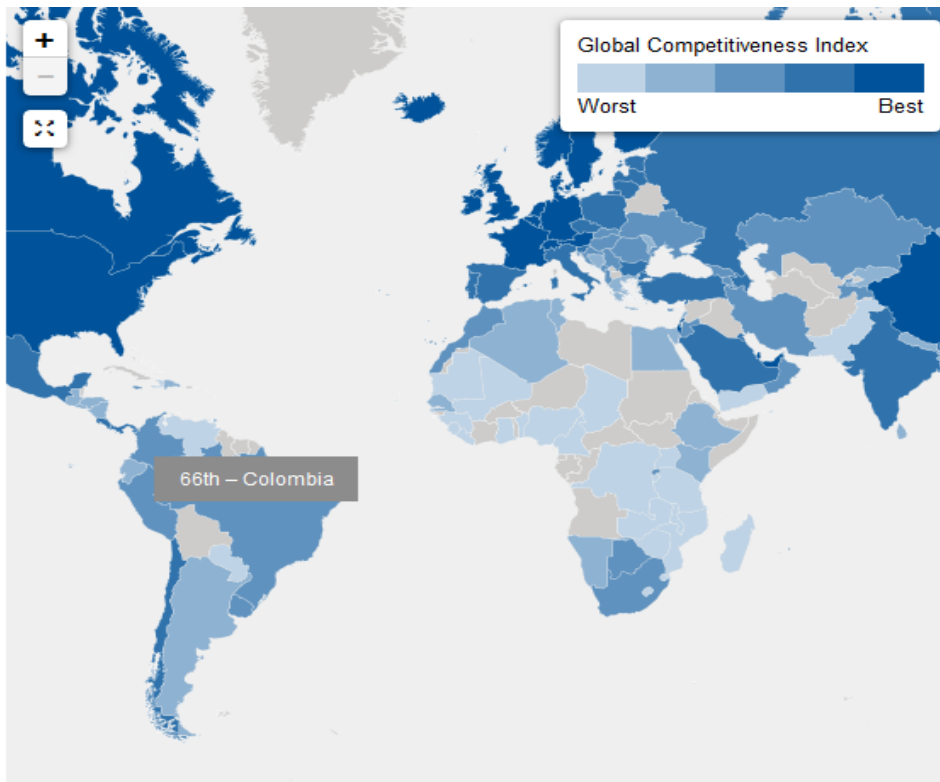 +
−
Global Competitiveness Index
Worst Best
66th – Colombia